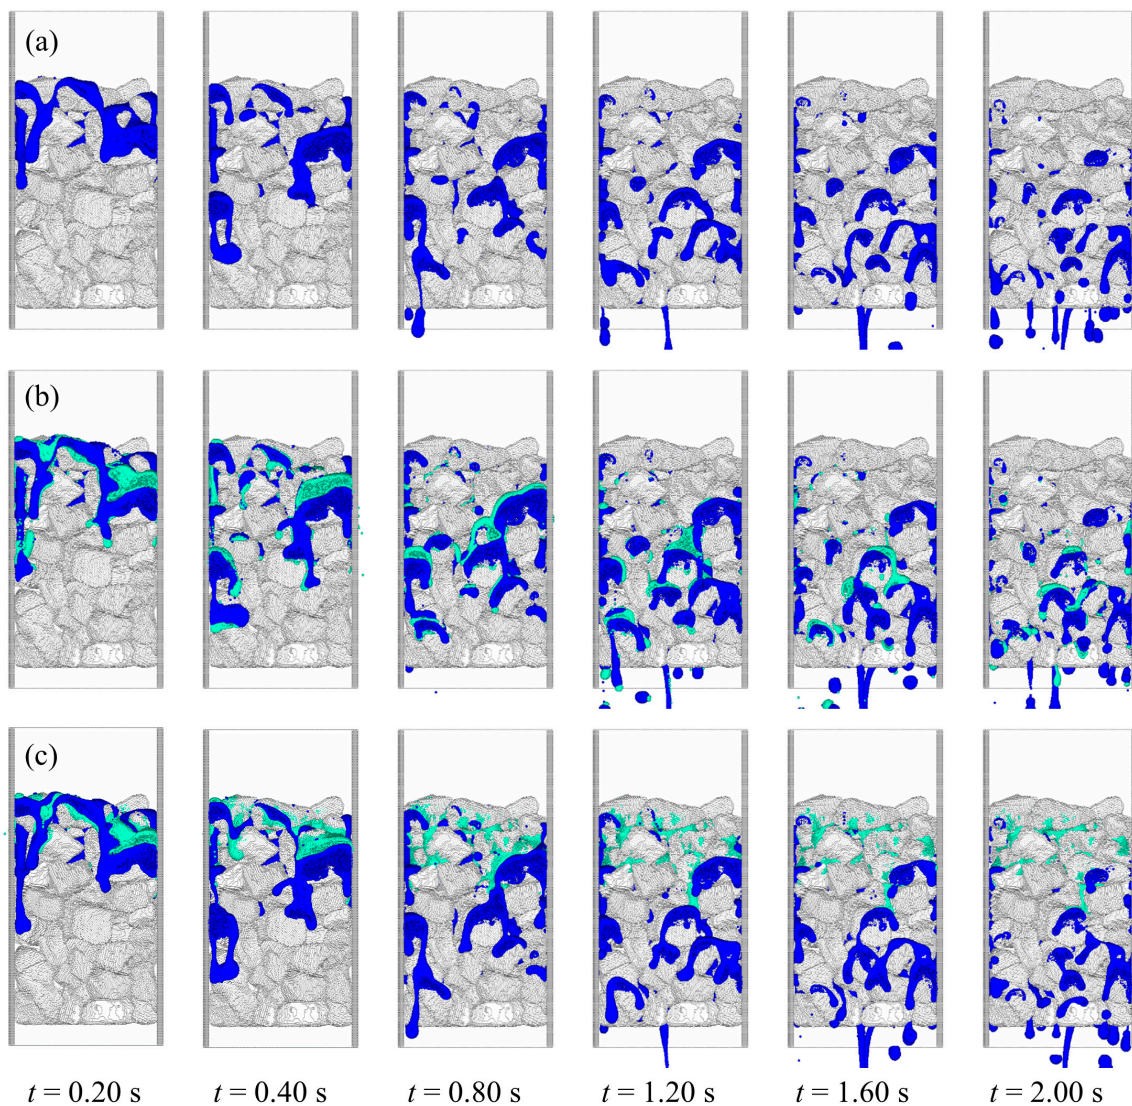 (a)
(b)
(c)
t = 0.20 s t = 0.40 s t = 0.80 s t = 1.20 s t = 1.60 s t = 2.00 s